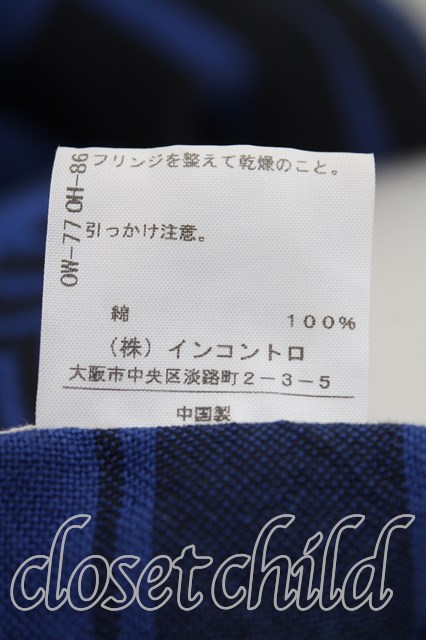 フリンジを整えて乾燥のこと。
引っかけ注意。
OW-77 OH-86
綿 100%
(株)インコントロ
大阪市中央区淡路町2-3-5
中国製
closet child